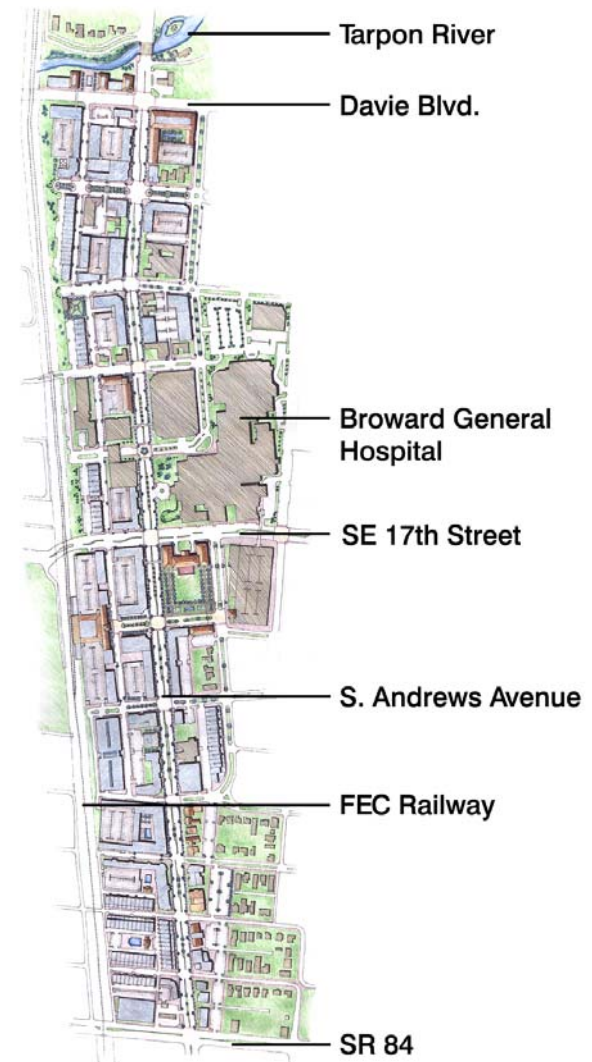 Tarpon River
Davie Blvd.
Broward General
Hospital
SE 17th Street
S. Andrews Avenue
FEC Railway
SR 84